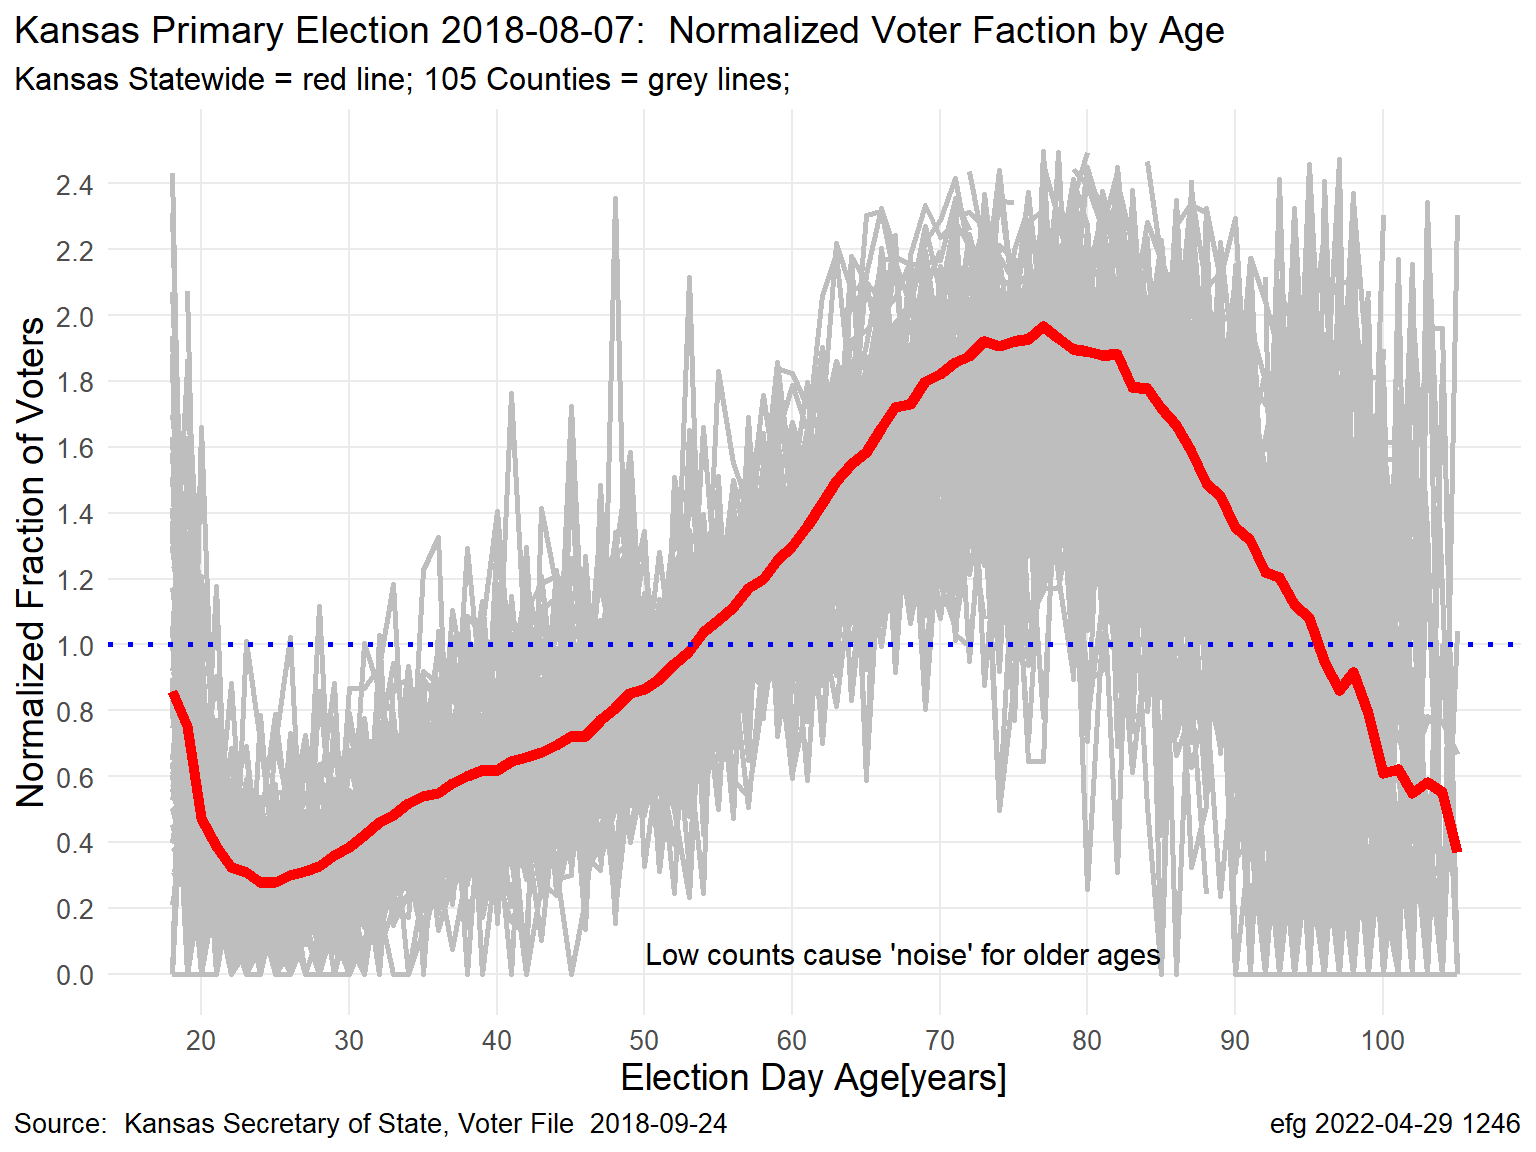 Kansas Primary Election 2018-08-07:  Normalized Voter Faction by Age
Kansas Statewide = red line; 105 Counties = grey lines;
Normalized Fraction of Voters
2.4
2.2
2.0
1.8
1.6
1.4
1.2
1.0
0.8
0.6
0.4
0.2
0.0
Low counts cause 'noise' for older ages
20 30 40 50 60 70 80 90 100
Election Day Age[years]
Source:  Kansas Secretary of State, Voter File  2018-09-24
efg 2022-04-29 1246